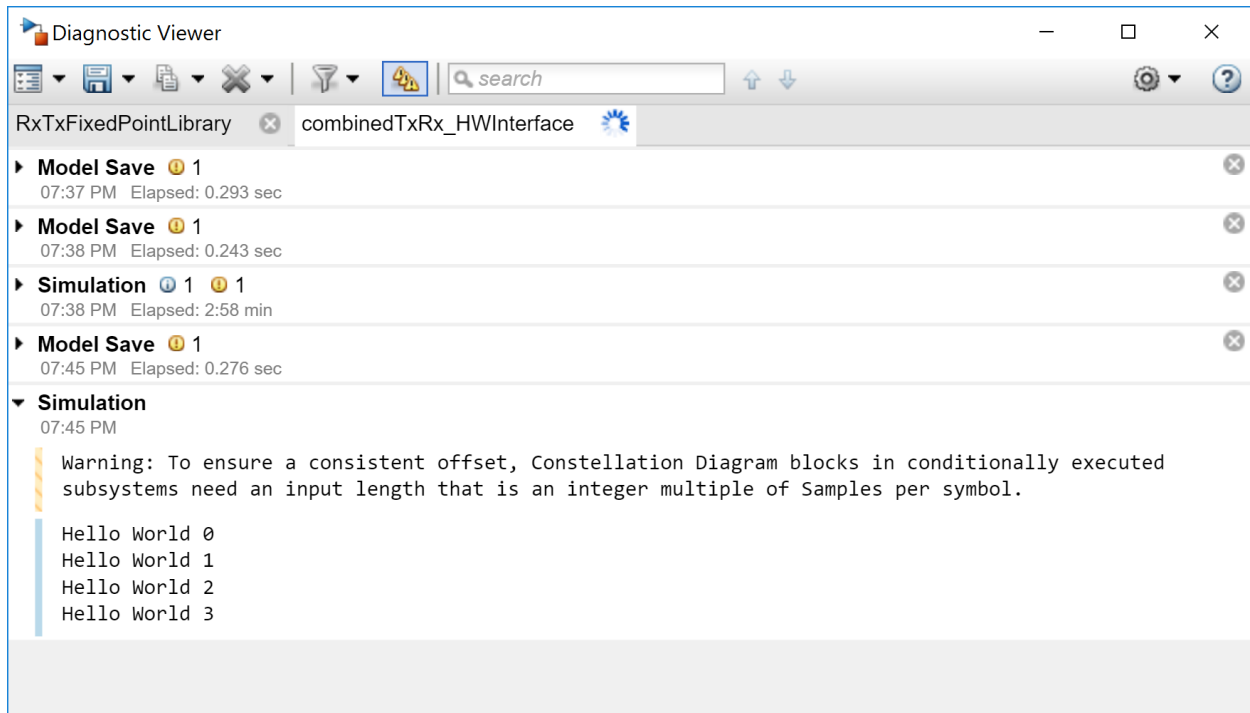 Diagnostic Viewer
search
RxTxFixedPointLibrary combinedTxRx_HWInterface
Model Save 1
07:37 PM Elapsed: 0.293 sec
Model Save 1
07:38 PM Elapsed: 0.243 sec
Simulation 1 1
07:38 PM Elapsed: 2:58 min
Model Save 1
07:45 PM Elapsed: 0.276 sec
Simulation
07:45 PM
Warning: To ensure a consistent offset, Constellation Diagram blocks in conditionally executed
subsystems need an input length that is an integer multiple of Samples per symbol.
Hello World 0
Hello World 1
Hello World 2
Hello World 3